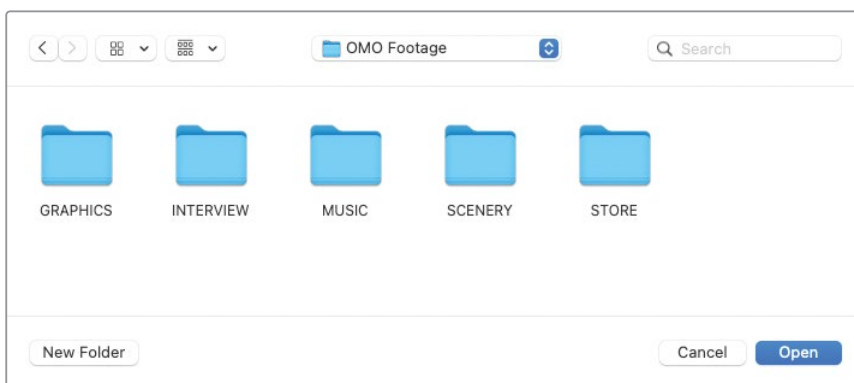 OMO Footage
Search
GRAPHICS INTERVIEW MUSIC SCENERY STORE
New Folder Cancel Open